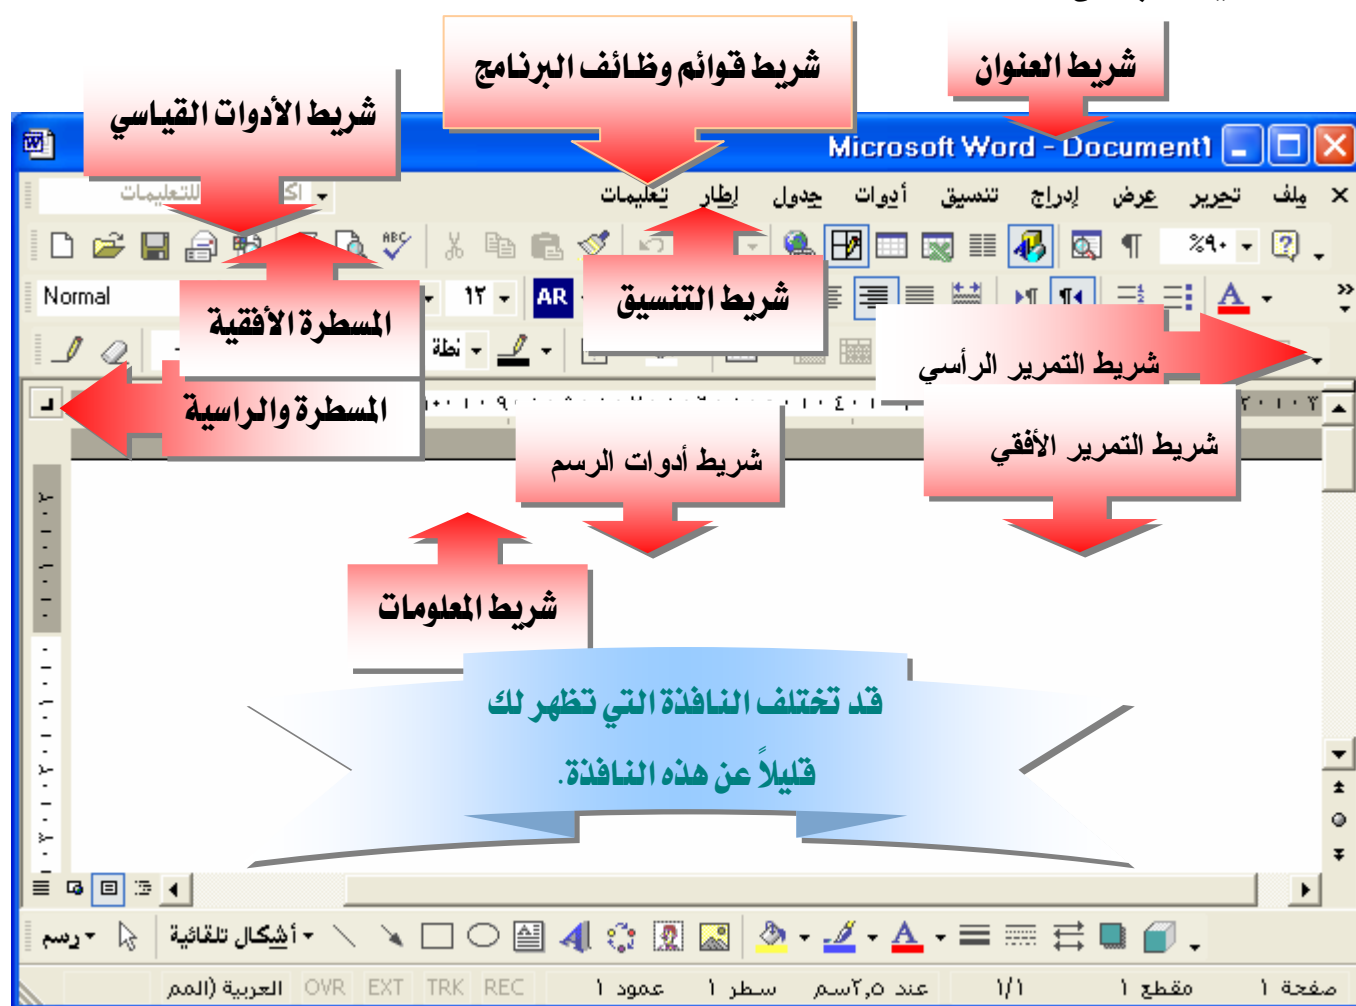 شريط العنوان
شريط قوائم وظائف البرنامج
شريط الأدوات القياسي
Microsoft Word - Document1
ملف تحرير عرض إدراج تنسيق أدوات جدول إطار تعليمات
للتعليمات
ABC
٩٠%
شريط التنسيق
المسطرة الأفقية
Normal
١٢
AR
A
شريط التمرير الرأسي
المسطرة والراسية
شريط التمرير الأفقي
شريط أدوات الرسم
شريط المعلومات
قد تختلف النافذة التي تظهر لك
قليلاً عن هذه النافذة.
رسم أشكال تلقائية
صفحة ١ مقطع ١ ١/١ عند ٢,٥سم سطر ١ عمود ١ REC TRK EXT OVR العربية (المم